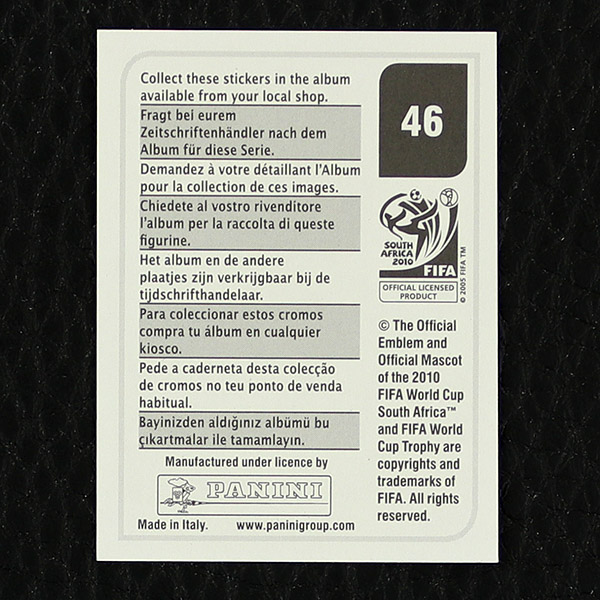 Collect these stickers in the album
available from your local shop.
Fragt bei eurem
Zeitschriftenhändler nach dem
Album für diese Serie.
Demandez à votre détaillant l'Album
pour la collection de ces images.
Chiedete al vostro rivenditore
l'album per la raccolta di queste
figurine.
Het album en de andere
plaatjes zijn verkrijgbaar bij de
tijdschrifthandelaar.
Para coleccionar estos cromos
compra tu álbum en cualquier
kiosco.
Pede a caderneta desta colecção
de cromos no teu ponto de venda
habitual.
Bayinizden aldığınız albümü bu
çıkartmalar ile tamamlayın.
Manufactured under licence by
PANINI
Made in Italy.
www.paninigroup.com
46
SOUTH
AFRICA
2010
FIFA
OFFICIAL LICENSED
PRODUCT
© 2005 FIFA TM
© The Official
Emblem and
Official Mascot
of the 2010
FIFA World Cup
South Africa™
and FIFA World
Cup Trophy are
copyrights and
trademarks of
FIFA. All rights
reserved.